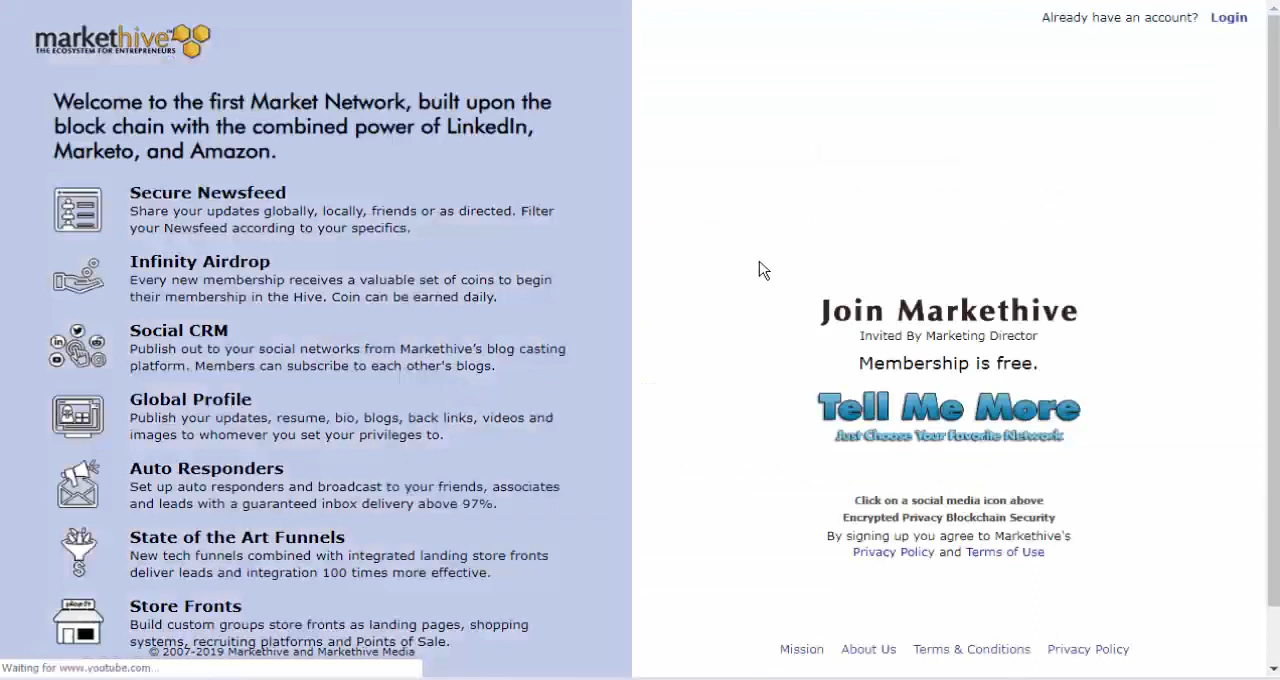 markethive
THE ECOSYSTEM FOR ENTREPRENEURS
Already have an account? Login
Welcome to the first Market Network, built upon the
block chain with the combined power of LinkedIn,
Marketo, and Amazon.
Secure Newsfeed
Share your updates globally, locally, friends or as directed. Filter
your Newsfeed according to your specifics.
Infinity Airdrop
Every new membership receives a valuable set of coins to begin
their membership in the Hive. Coin can be earned daily.
Social CRM
Publish out to your social networks from Markethive's blog casting
platform. Members can subscribe to each other's blogs.
Global Profile
Publish your updates, resume, bio, blogs, back links, videos and
images to whomever you set your privileges to.
Auto Responders
Set up auto responders and broadcast to your friends, associates
and leads with a guaranteed inbox delivery above 97%.
State of the Art Funnels
New tech funnels combined with integrated landing store fronts
deliver leads and integration 100 times more effective.
Store Fronts
Build custom groups store fronts as landing pages, shopping
systems, recruiting platforms and Points of Sale.
© 2007-2019 Markethive and Markethive Media
Waiting for www.youtube.com...
Join Markethive
Invited By Marketing Director
Membership is free.
Tell Me More
Just Choose Your Favorite Network
Click on a social media icon above
Encrypted Privacy Blockchain Security
By signing up you agree to Markethive's
Privacy Policy and Terms of Use
Mission About Us Terms & Conditions Privacy Policy